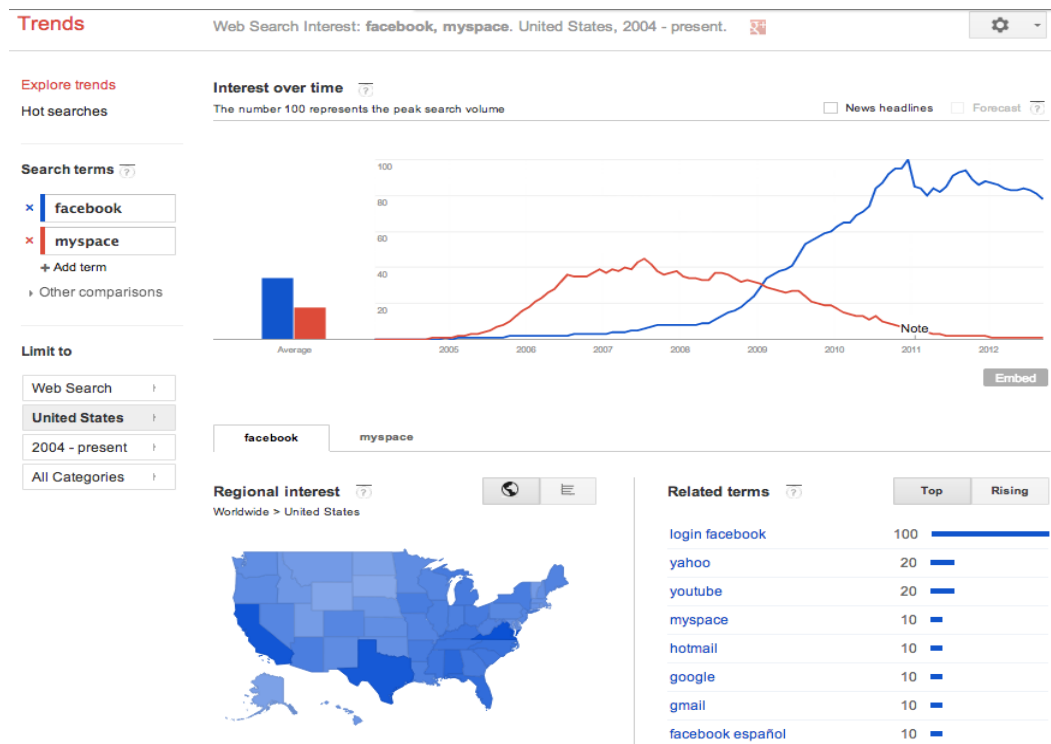 Trends
Web Search Interest: facebook, myspace. United States, 2004 - present.
Explore trends
Hot searches
Search terms ?
× facebook
× myspace
+ Add term
Other comparisons
Limit to
Web Search
United States
2004 - present
All Categories
Interest over time ?
The number 100 represents the peak search volume
News headlines
Forecast ?
100
80
60
40
20
Note
Average 2005 2006 2007 2008 2009 2010 2011 2012
Embed
facebook myspace
Regional interest ?
Worldwide > United States
Related terms ?
Top Rising
login facebook 100
yahoo 20
youtube 20
myspace 10
hotmail 10
google 10
gmail 10
facebook español 10